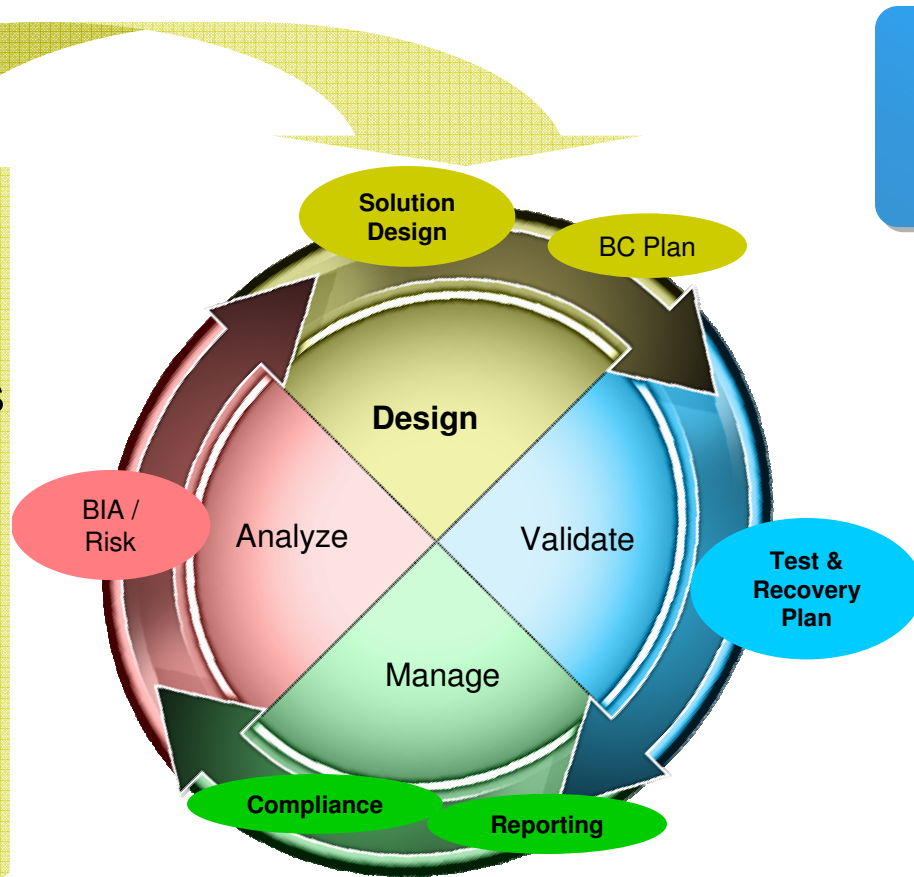 Solution
Design
BC Plan
s
Design
BIA /
Risk
Analyze
Validate
Test &
Recovery
Plan
Manage
Compliance
Reporting